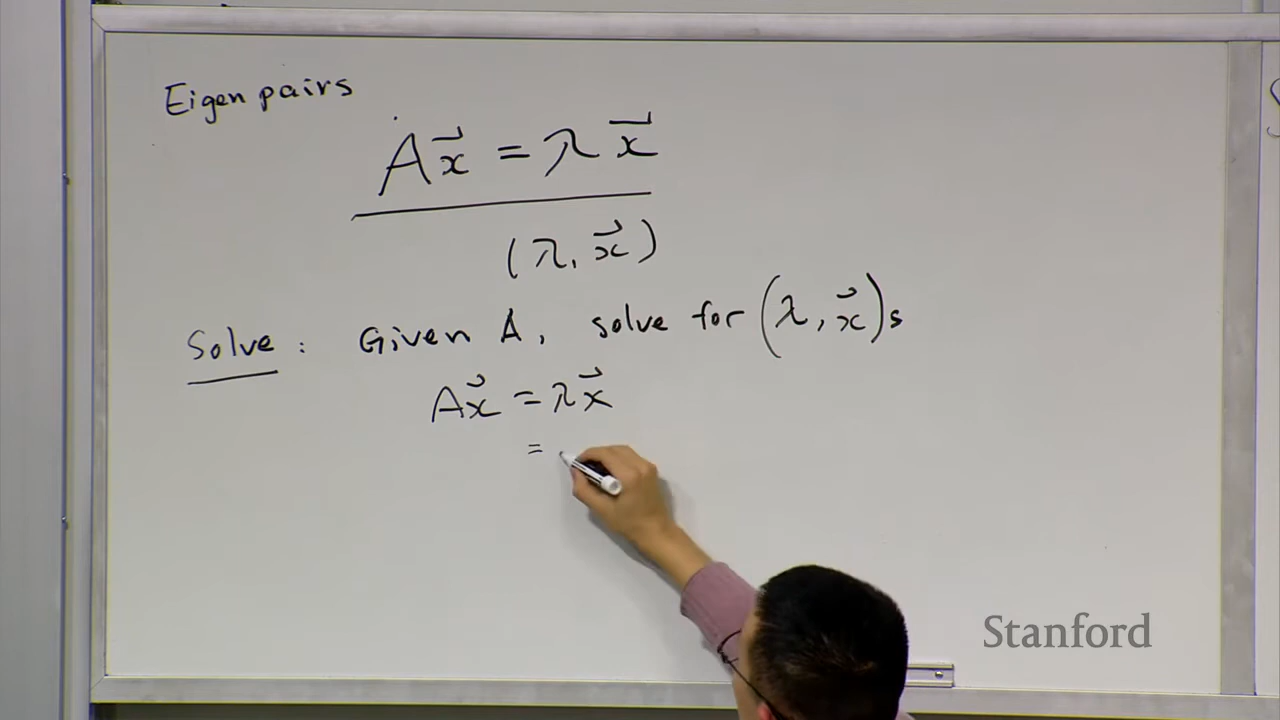 Eigen pairs
Ax⃗ = λx⃗
(λ, x⃗)
Solve : Given A, solve for (λ, x⃗)s
Ax⃗ = λx⃗
=
Stanford